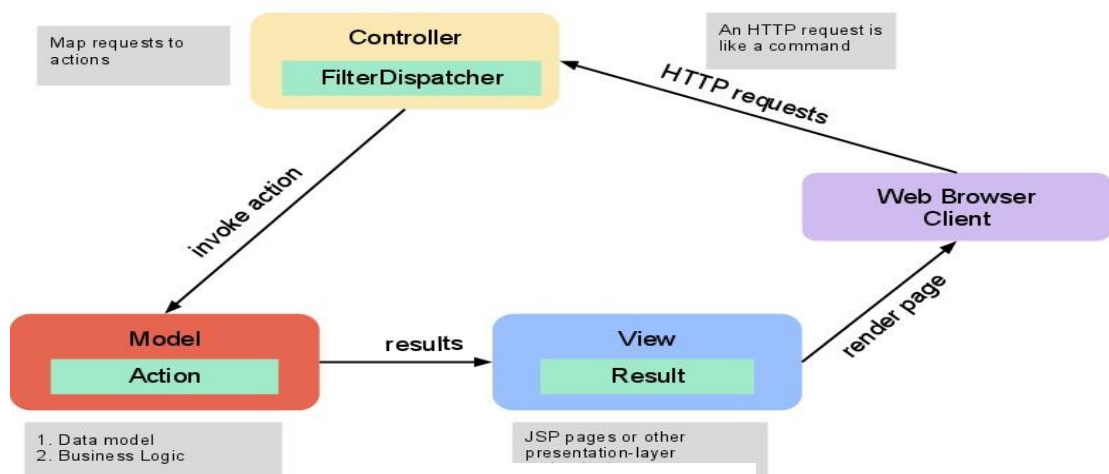 Map requests to
actions
Controller
FilterDispatcher
An HTTP request is
like a command
HTTP requests
invoke action
Web Browser
Client
Model
Action
results
View
Result
render page
1. Data model
2. Business Logic
JSP pages or other
presentation-layer